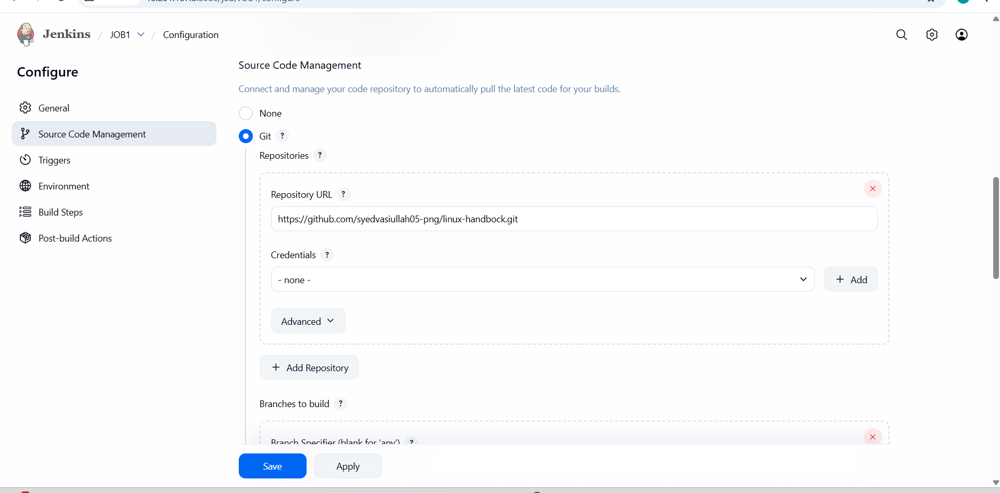 Jenkins / JOB1 / Configuration
Configure
General
Source Code Management
Triggers
Environment
Build Steps
Post-build Actions
Source Code Management
Connect and manage your code repository to automatically pull the latest code for your builds.
None
Git ?
Repositories ?
Repository URL ?
https://github.com/syedvasiullah05-png/linux-handbock.git
Credentials ?
- none -
+ Add
Advanced
+ Add Repository
Branches to build ?
Branch Specifier (blank for 'any') ?
Save
Apply